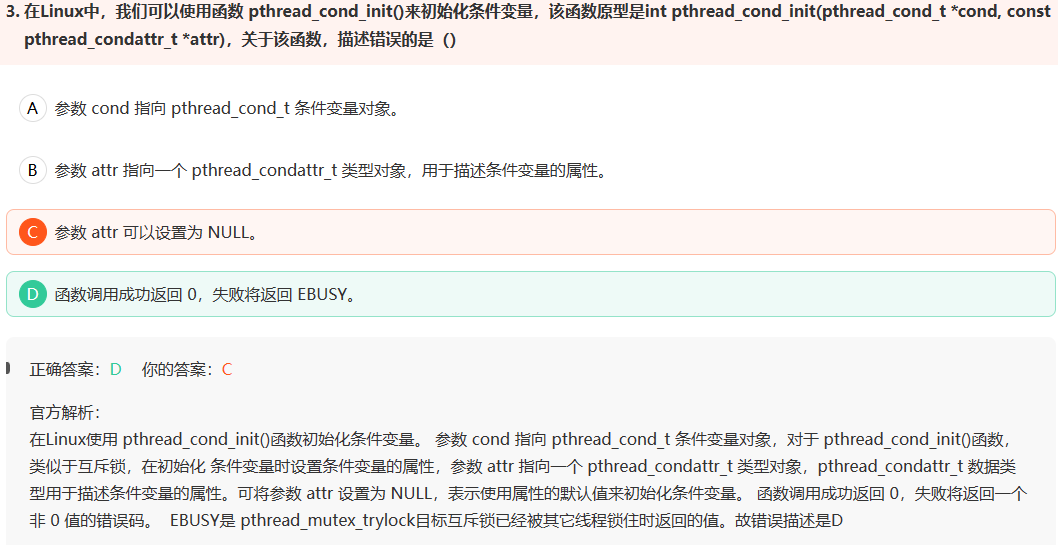 3. 在Linux中，我们可以使用函数 pthread_cond_init()来初始化条件变量，该函数原型是int pthread_cond_init(pthread_cond_t *cond, const
pthread_condattr_t *attr)，关于该函数，描述错误的是（）
A 参数 cond 指向 pthread_cond_t 条件变量对象。
B 参数 attr 指向一个 pthread_condattr_t 类型对象，用于描述条件变量的属性。
C 参数 attr 可以设置为 NULL。
D 函数调用成功返回 0，失败将返回 EBUSY。
正确答案：D 你的答案：C
官方解析：
在Linux使用 pthread_cond_init()函数初始化条件变量。 参数 cond 指向 pthread_cond_t 条件变量对象，对于 pthread_cond_init()函数，
类似于互斥锁，在初始化 条件变量时设置条件变量的属性，参数 attr 指向一个 pthread_condattr_t 类型对象，pthread_condattr_t 数据类
型用于描述条件变量的属性。可将参数 attr 设置为 NULL，表示使用属性的默认值来初始化条件变量。 函数调用成功返回 0，失败将返回一个
非 0 值的错误码。 EBUSY是 pthread_mutex_trylock目标互斥锁已经被其它线程锁住时返回的值。故错误描述是D